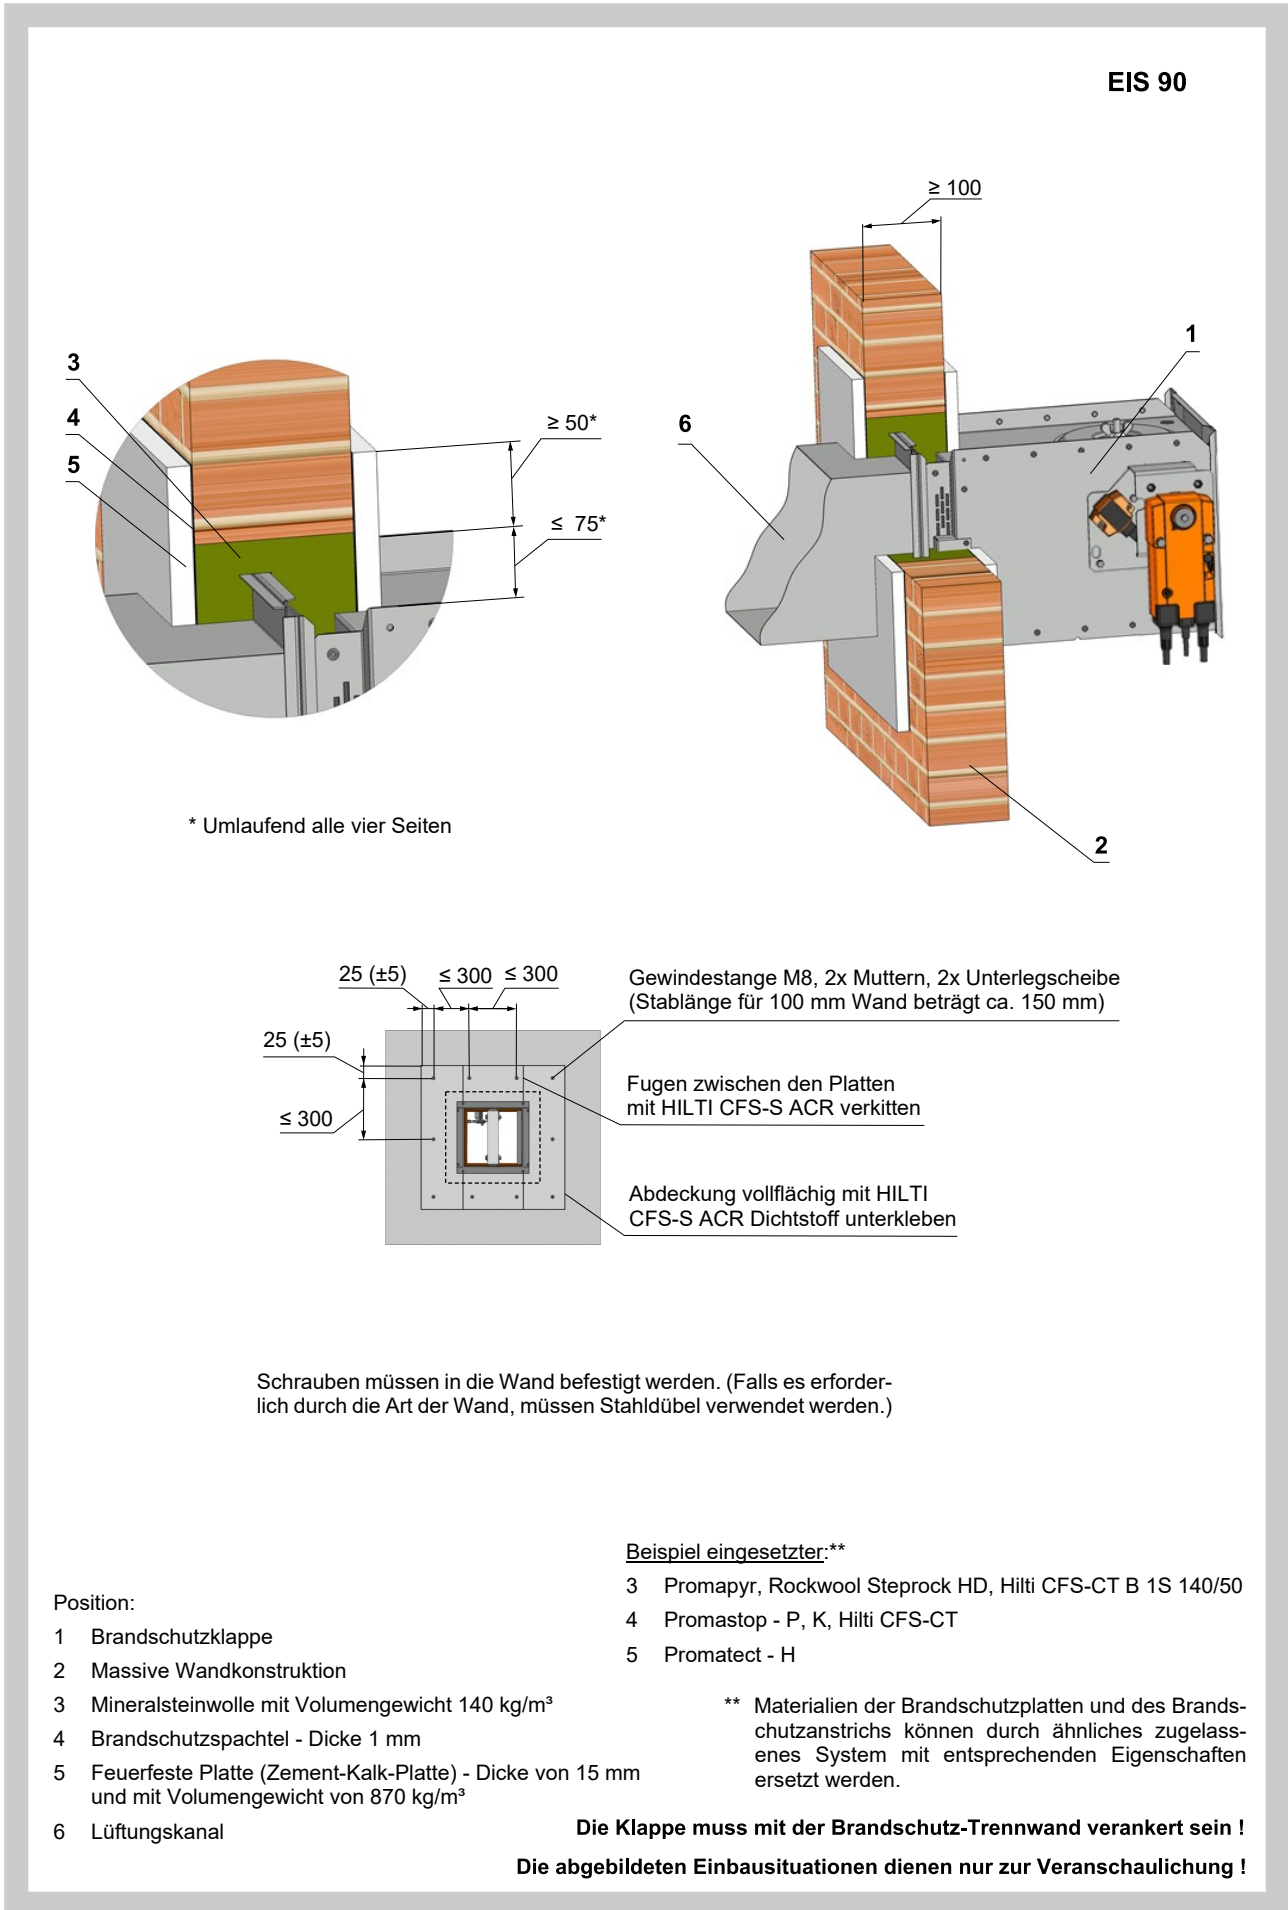 EIS 90
≥ 100
1
6
3
4
5
≥ 50*
≤ 75*
2
* Umlaufend alle vier Seiten
25 (±5)
≤ 300
≤ 300
25 (±5)
≤ 300
Gewindestange M8, 2x Muttern, 2x Unterlegscheibe
(Stablänge für 100 mm Wand beträgt ca. 150 mm)
Fugen zwischen den Platten
mit HILTI CFS-S ACR verkitten
Abdeckung vollflächig mit HILTI
CFS-S ACR Dichtstoff unterkleben
Schrauben müssen in die Wand befestigt werden. (Falls es erforder-
lich durch die Art der Wand, müssen Stahldübel verwendet werden.)
Position:
1 Brandschutzklappe
2 Massive Wandkonstruktion
3 Mineralsteinwolle mit Volumengewicht 140 kg/m³
4 Brandschutzspachtel - Dicke 1 mm
5 Feuerfeste Platte (Zement-Kalk-Platte) - Dicke von 15 mm
und mit Volumengewicht von 870 kg/m³
6 Lüftungskanal
Beispiel eingesetzter:**
3 Promapyr, Rockwool Steprock HD, Hilti CFS-CT B 1S 140/50
4 Promastop - P, K, Hilti CFS-CT
5 Promatect - H
** Materialien der Brandschutzplatten und des Brands-
chutzanstrichs können durch ähnliches zugelass-
enes System mit entsprechenden Eigenschaften
ersetzt werden.
Die Klappe muss mit der Brandschutz-Trennwand verankert sein !
Die abgebildeten Einbausituationen dienen nur zur Veranschaulichung !